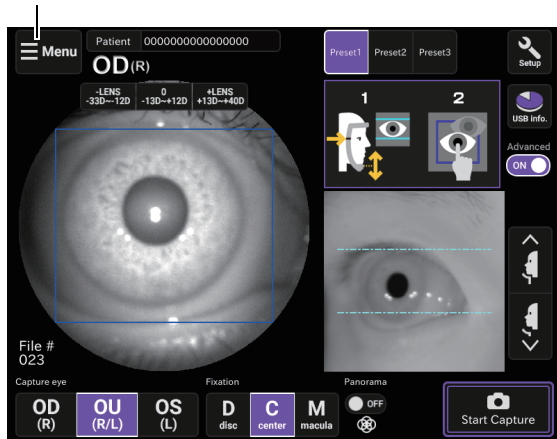 Menu
Patient 0000000000000000
OD(R)
-LENS 0 +LENS
-33D~-12D -13D~+12D +13D~+40D
Preset1 Preset2 Preset3
Setup
1 2
USB Info.
Advanced
ON
File #
023
Capture eye
OD OU OS
(R) (R/L) (L)
Fixation
D C M
disc center macula
Panorama
OFF
Start Capture